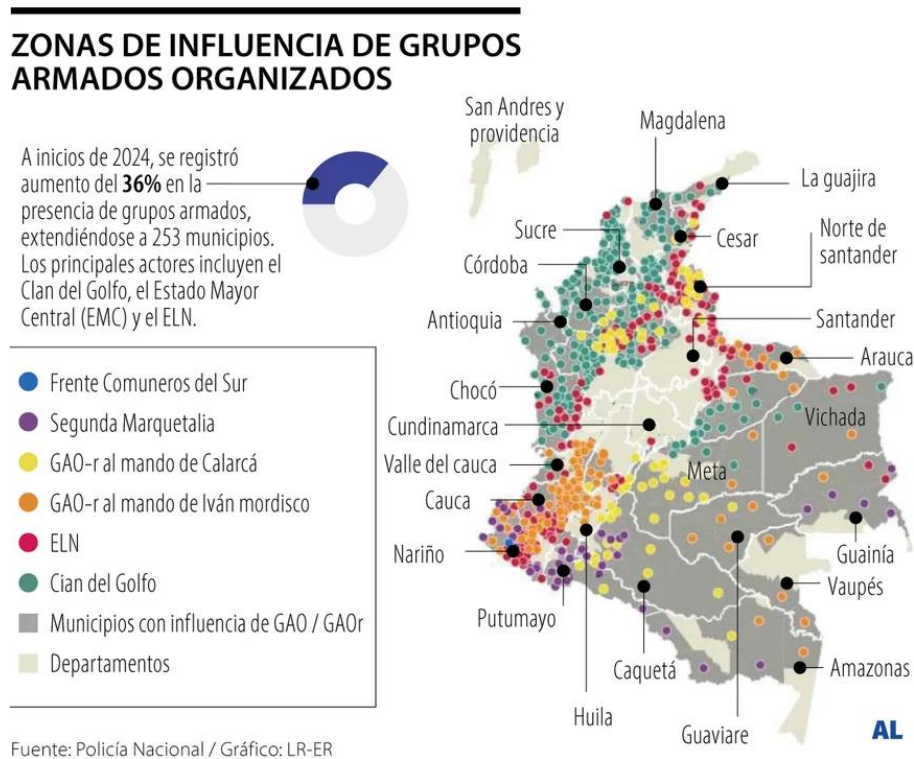 ZONAS DE INFLUENCIA DE GRUPOS
ARMADOS ORGANIZADOS
A inicios de 2024, se registró
aumento del 36% en la
presencia de grupos armados,
extendiéndose a 253 municipios.
Los principales actores incluyen el
Clan del Golfo, el Estado Mayor
Central (EMC) y el ELN.
Frente Comuneros del Sur
Segunda Marquetalia
GAO-r al mando de Calarcá
GAO-r al mando de Iván mordisco
ELN
Cian del Golfo
Municipios con influencia de GAO / GAOr
Departamentos
San Andres y
providencia
Magdalena
La guajira
Sucre
Cesar
Norte de
santander
Córdoba
Antioquia
Santander
Arauca
Chocó
Vichada
Cundinamarca
Meta
Valle del cauca
Cauca
Nariño
Guainía
Vaupés
Putumayo
Caquetá
Amazonas
Huila
Guaviare
AL
Fuente: Policía Nacional / Gráfico: LR-ER